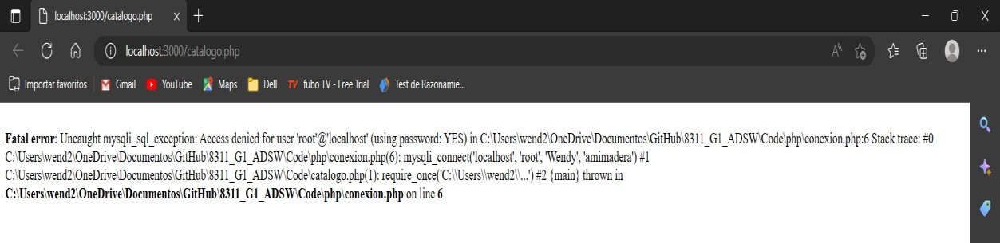 localhost:3000/catalogo.php
localhost:3000/catalogo.php
Importar favoritos Gmail YouTube Maps Dell TV fubo TV - Free Trial Test de Razonamie...
Fatal error: Uncaught mysqli_sql_exception: Access denied for user 'root'@'localhost' (using password: YES) in C:\Users\wend2\OneDrive\Documentos\GitHub\8311_G1_ADSW\Code\php\conexion.php:6 Stack trace: #0
C:\Users\wend2\OneDrive\Documentos\GitHub\8311_G1_ADSW\Code\php\conexion.php(6): mysqli_connect('localhost', 'root', 'Wendy', 'amimadera') #1
C:\Users\wend2\OneDrive\Documentos\GitHub\8311_G1_ADSW\Code\catalogo.php(1): require_once('C:\\Users\\wend2\\...') #2 {main} thrown in
C:\Users\wend2\OneDrive\Documentos\GitHub\8311_G1_ADSW\Code\php\conexion.php on line 6